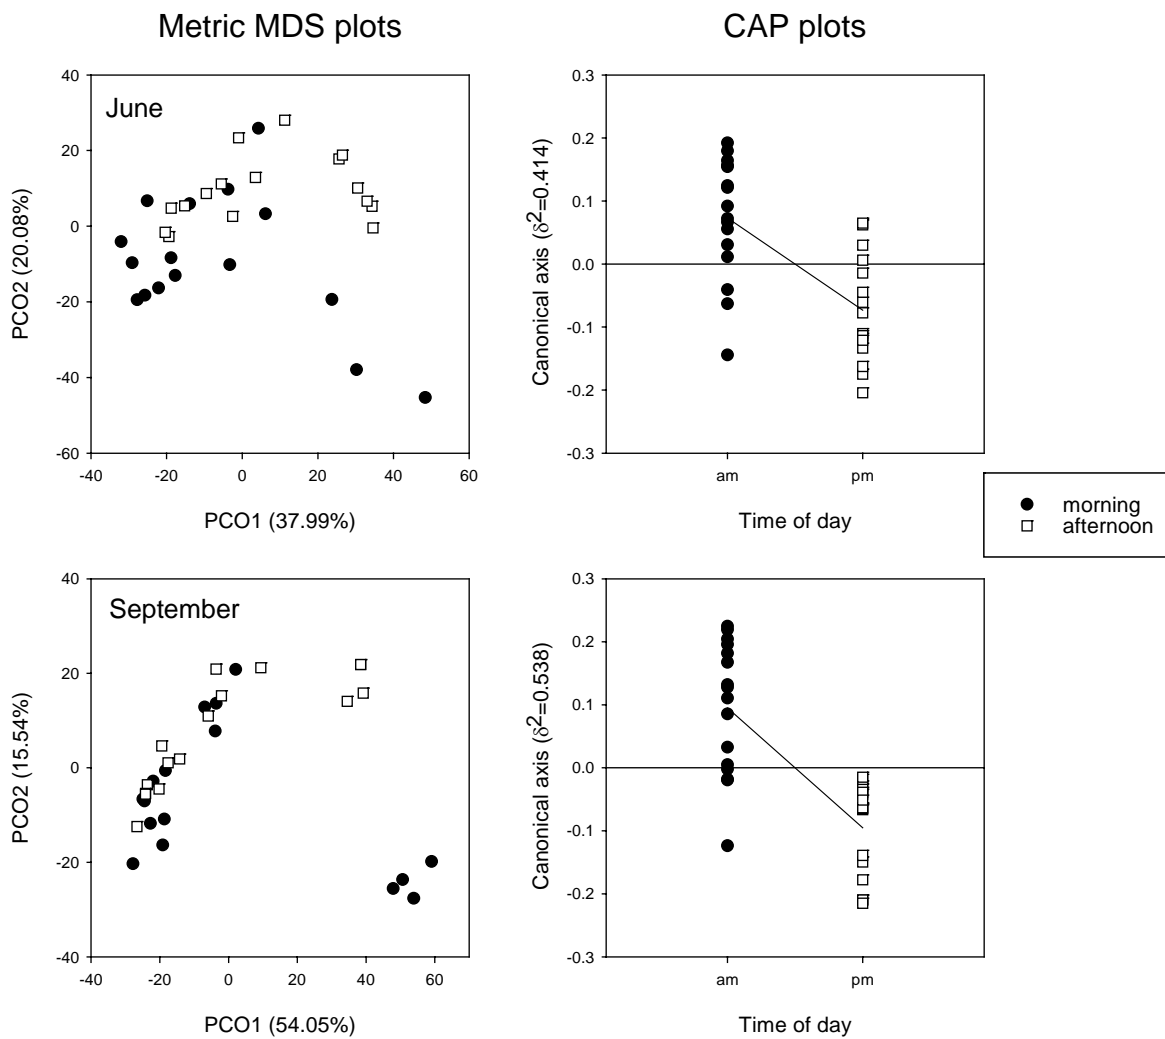 Metric MDS plots
CAP plots
June
40
20
0
-20
-40
-60
PCO2 (20.08%)
-40 -20 0 20 40 60
PCO1 (37.99%)
0.3
0.2
0.1
0.0
-0.1
-0.2
-0.3
Canonical axis (δ²=0.414)
am pm
Time of day
morning
afternoon
September
40
20
0
-20
-40
PCO2 (15.54%)
-40 -20 0 20 40 60
PCO1 (54.05%)
0.3
0.2
0.1
0.0
-0.1
-0.2
-0.3
Canonical axis (δ²=0.538)
am pm
Time of day